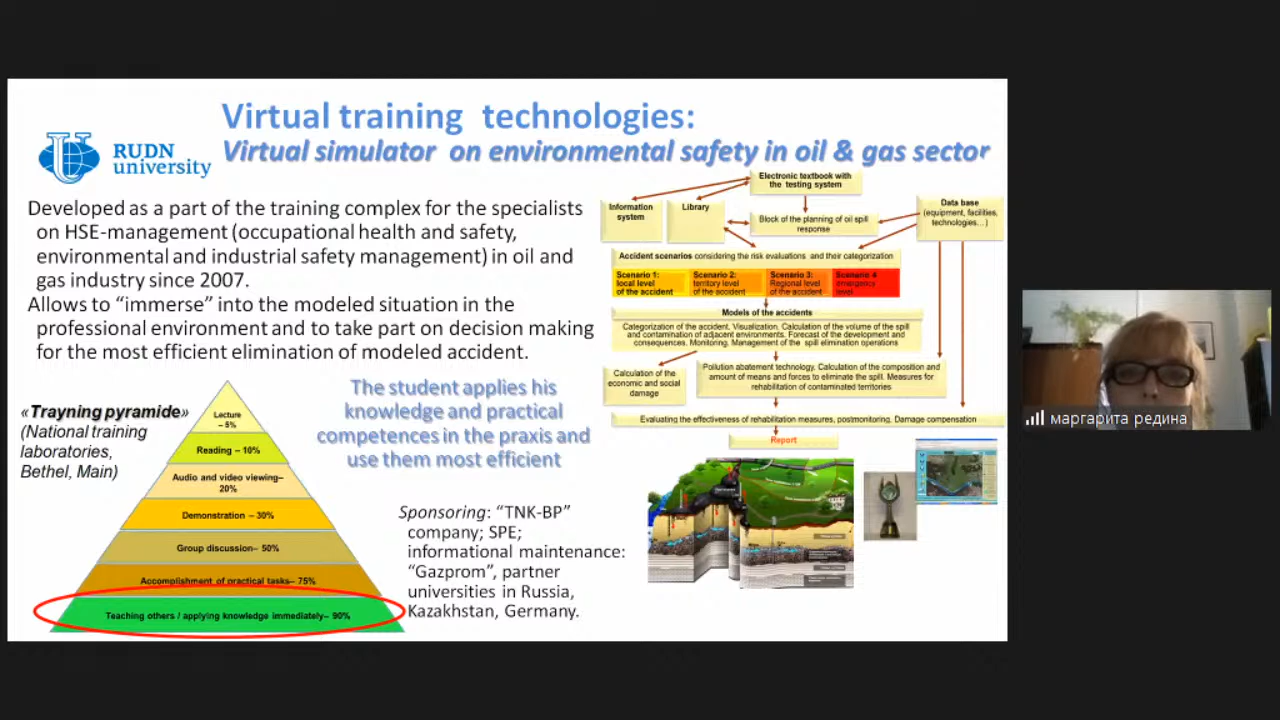 Virtual training technologies:
Virtual simulator on environmental safety in oil & gas sector
RUDN
university
Developed as a part of the training complex for the specialists
on HSE-management (occupational health and safety,
environmental and industrial safety management) in oil and
gas industry since 2007.
Allows to “immerse” into the modeled situation in the
professional environment and to take part on decision making
for the most efficient elimination of modeled accident.
«Trayning pyramide»
(National training
laboratories,
Bethel, Main)
Lecture
– 5%
Reading – 10%
Audio and video viewing–
20%
Demonstration – 30%
Group discussion– 50%
Accomplishment of practical tasks– 75%
Teaching others / applying knowledge immediately– 90%
The student applies his
knowledge and practical
competences in the praxis and
use them most efficient
Sponsoring: “TNK-BP”
company; SPE;
informational maintenance:
“Gazprom”, partner
universities in Russia,
Kazakhstan, Germany.
Electronic textbook with
the testing system
Information
system
Library
Block of the planning of oil spill
response
Data base
(equipment, facilities,
technologies…)
Accident scenarios considering the risk evaluations and their categorization
Scenario 1:
local level
of the accident
Scenario 2:
territory level
of the accident
Scenario 3:
Regional level
of the accident
Scenario 4
emergency
level
Models of the accidents
Categorization of the accident, Visualization, Calculation of the volume of the spill
and contamination of adjacent environments. Forecast of the development and
consequences. Monitoring. Management of the spill elimination operations
Calculation of the
economic and social
damage
Pollution abatement technology, Calculation of the composition and
amount of means and forces to eliminate the spill. Measures for
rehabilitation of contaminated territories
Evaluating the effectiveness of rehabilitation measures, postmonitoring, Damage compensation
Report
маргарита редина